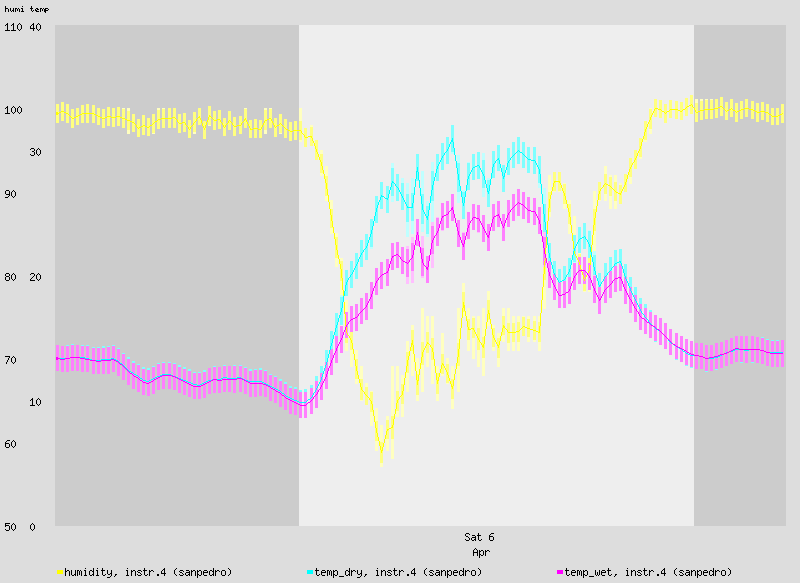 humi temp
110 40
100
30
90
80 20
70
10
60
50 0
Sat 6
Apr
humidity, instr.4 (sanpedro) temp_dry, instr.4 (sanpedro) temp_wet, instr.4 (sanpedro)